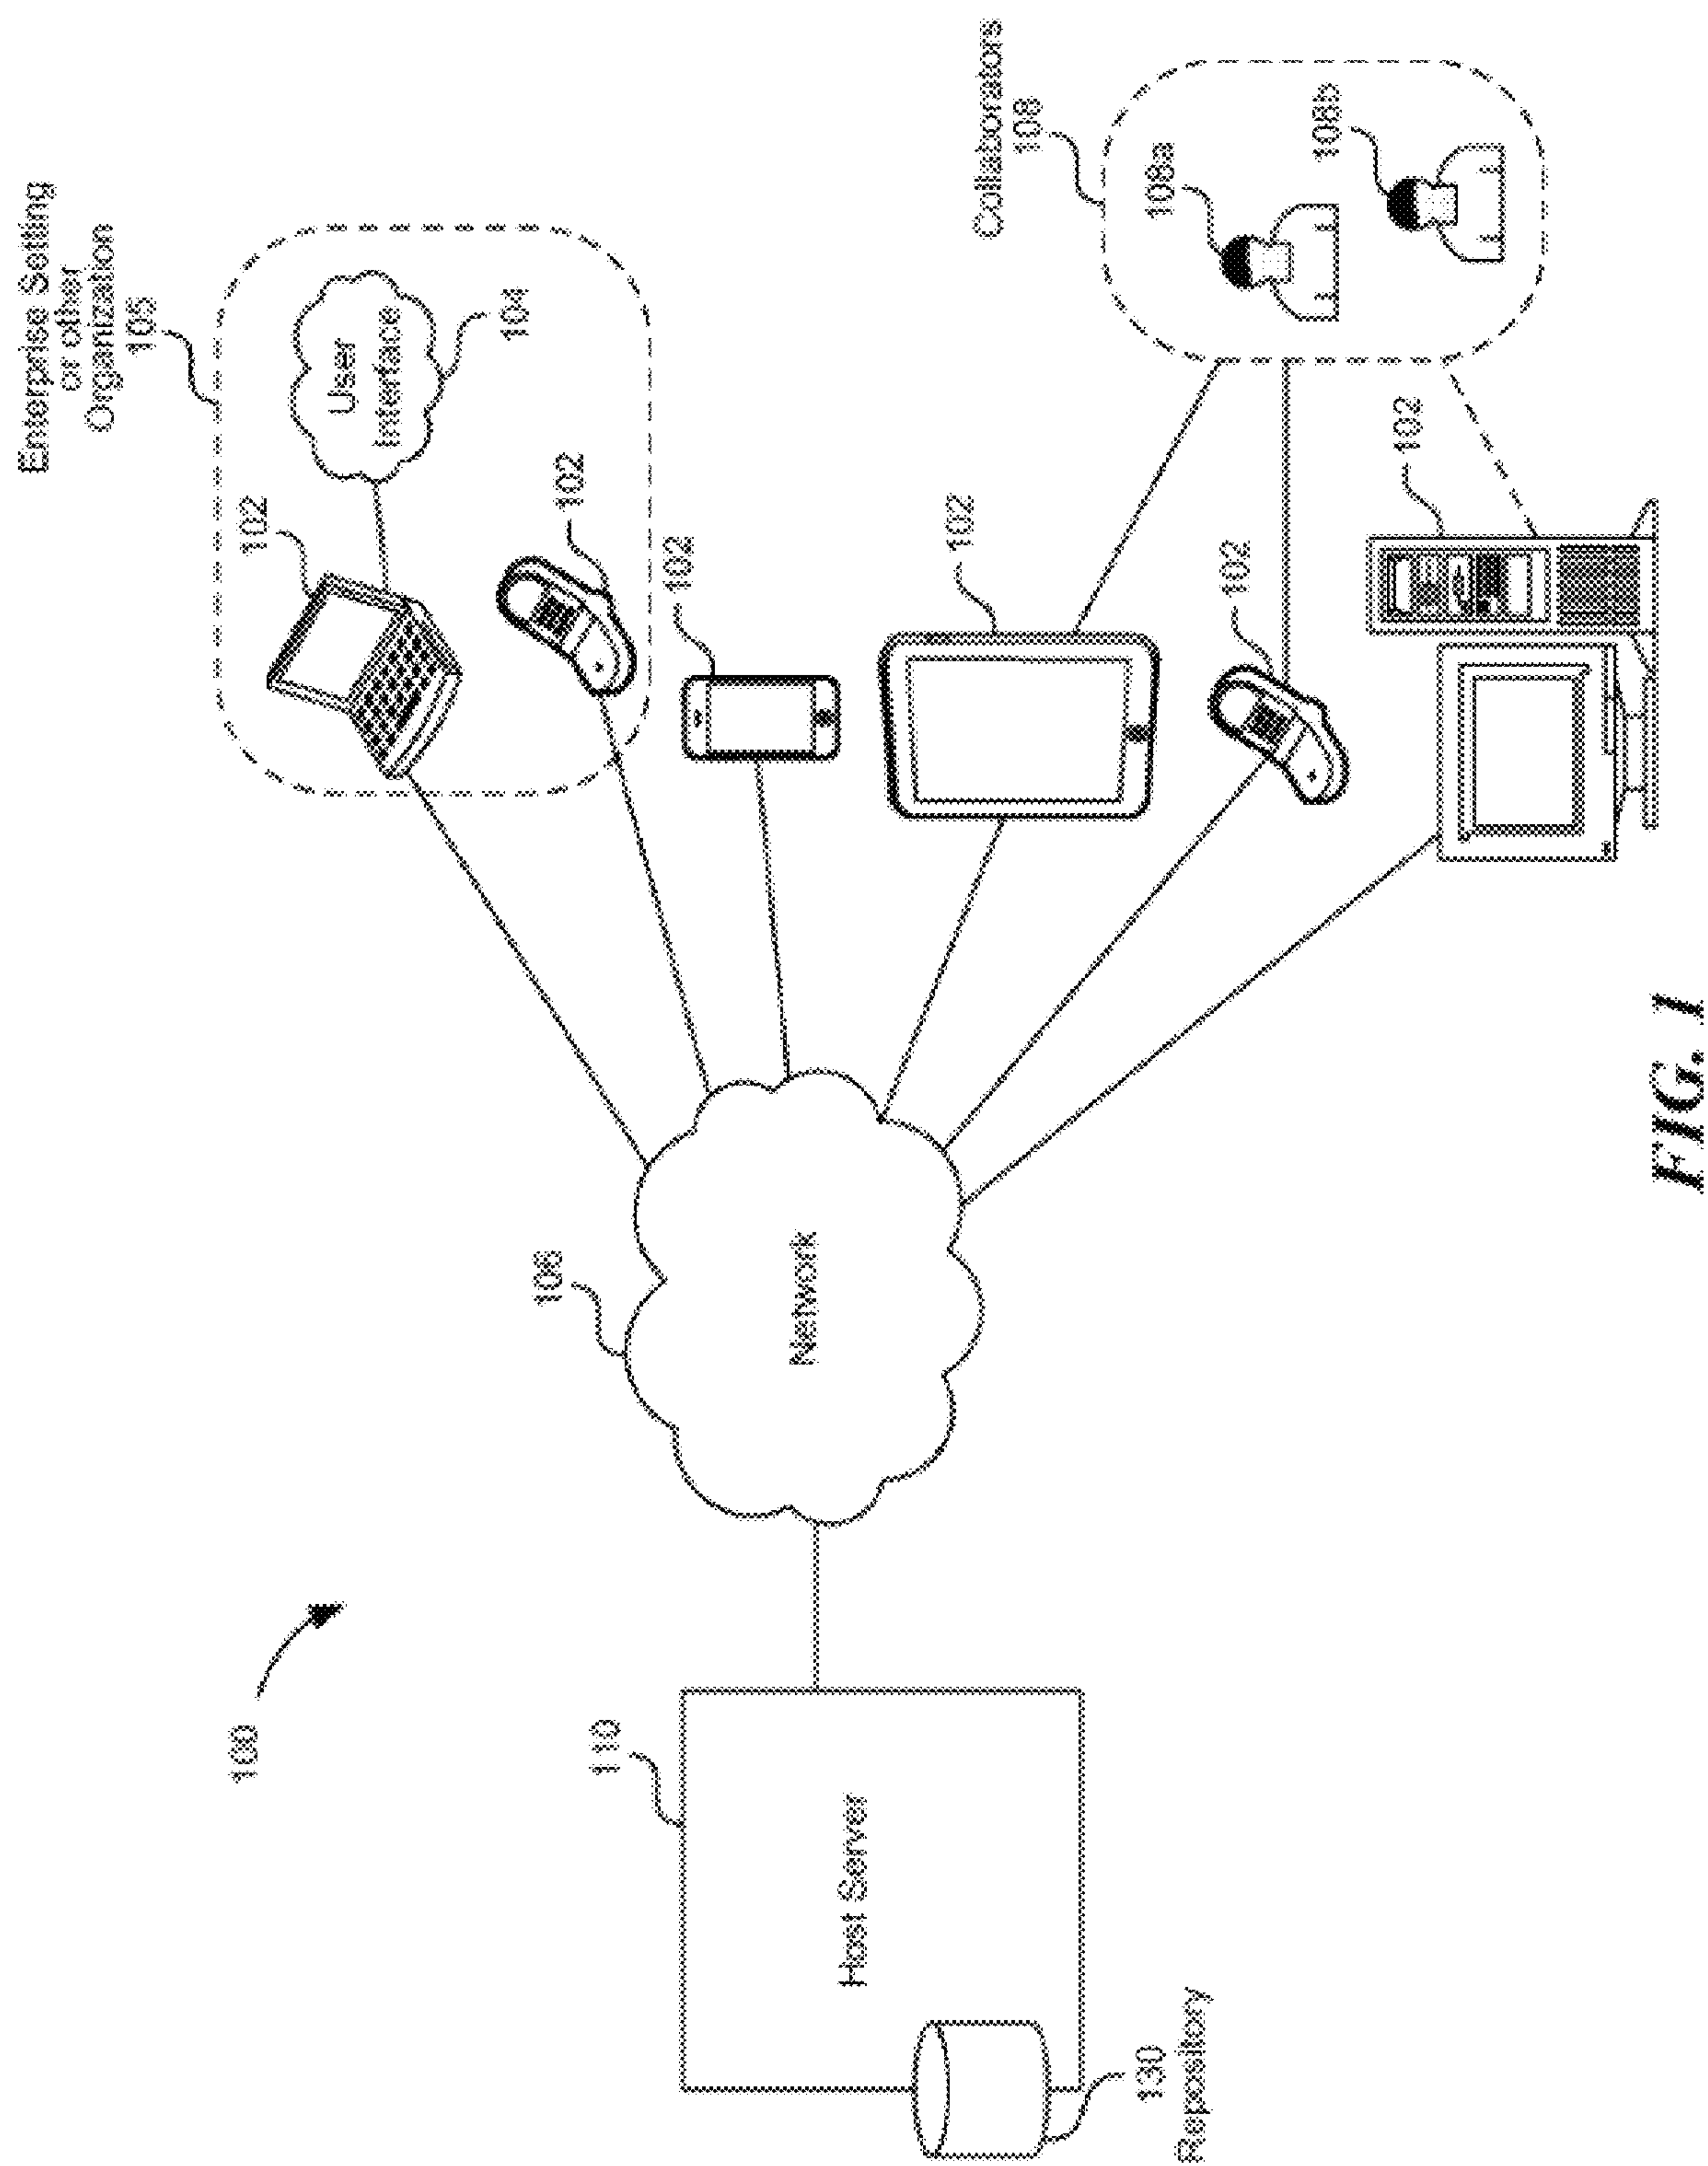 100
Enterprise Setting
or other
Organization
105
102
User
Interface
104
102
102
106
Network
110
Host Server
130
Repository
Collaborators
108
108a
108b
102
102
102
FIG. 1